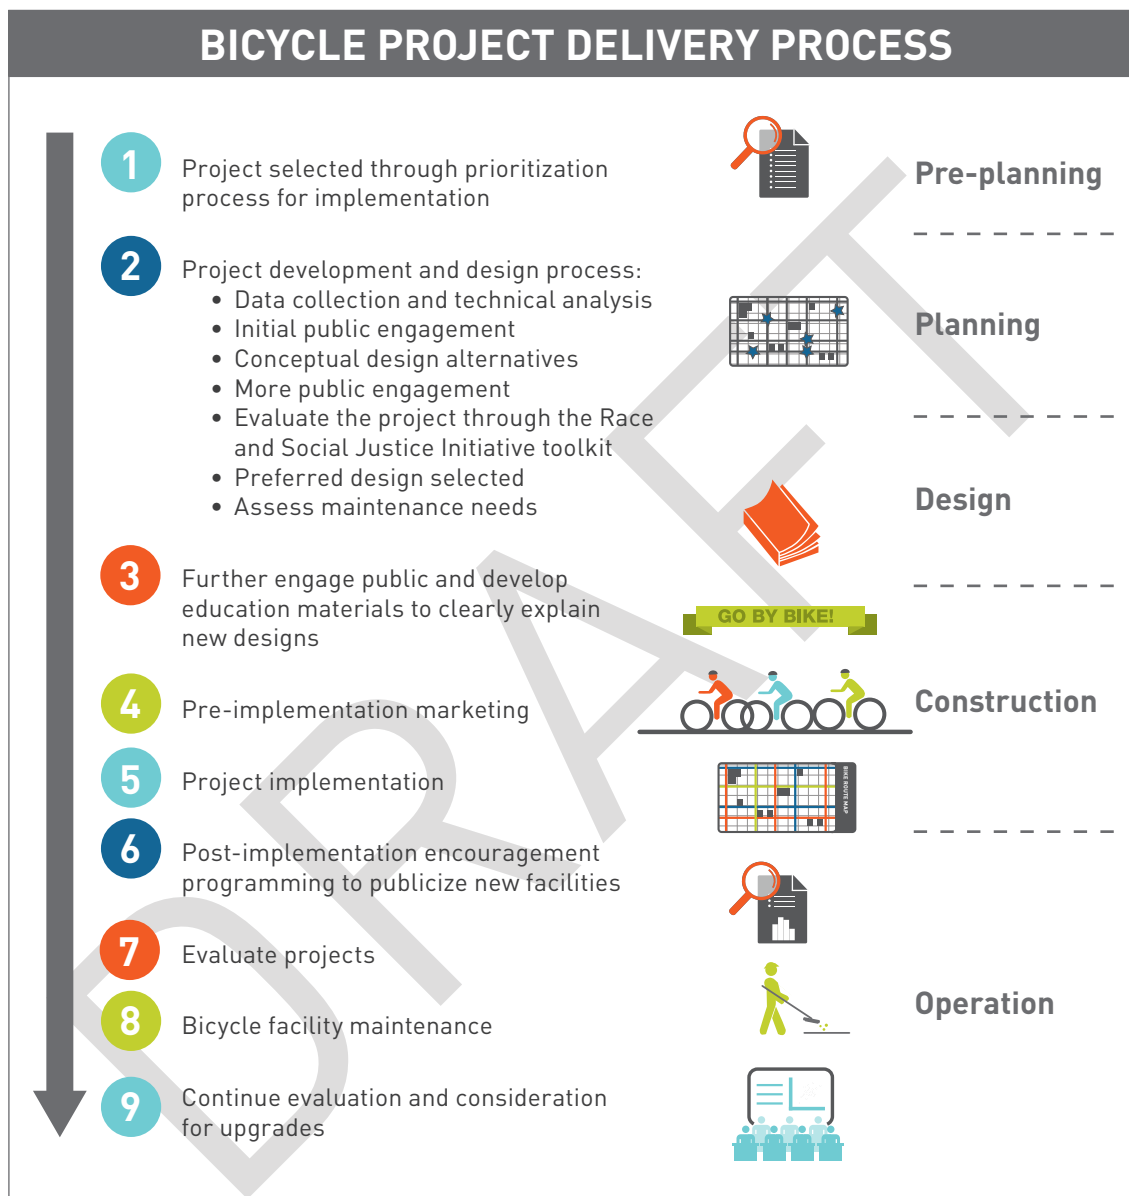 BICYCLE PROJECT DELIVERY PROCESS
1
Project selected through prioritization
process for implementation
Pre-planning
2
Project development and design process:
• Data collection and technical analysis
• Initial public engagement
• Conceptual design alternatives
• More public engagement
• Evaluate the project through the Race
and Social Justice Initiative toolkit
• Preferred design selected
• Assess maintenance needs
Planning
Design
3
Further engage public and develop
education materials to clearly explain
new designs
GO BY BIKE!
4
Pre-implementation marketing
Construction
5
Project implementation
BIKE ROUTE MAP
6
Post-implementation encouragement
programming to publicize new facilities
7
Evaluate projects
8
Bicycle facility maintenance
Operation
9
Continue evaluation and consideration
for upgrades
DRAFT